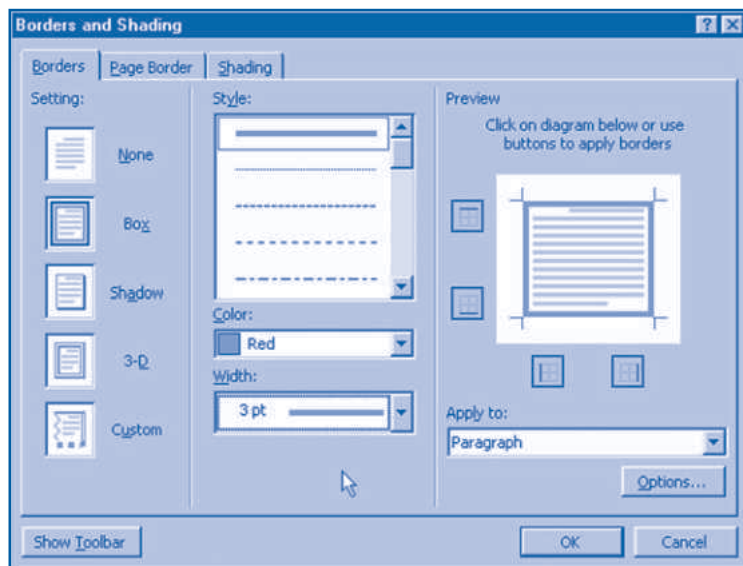 Borders and Shading
Borders
Page Border
Shading
Setting:
None
Box
Shadow
3-D
Custom
Style:
Color:
Red
Width:
3 pt
Preview
Click on diagram below or use
buttons to apply borders
Apply to:
Paragraph
Options...
Show Toolbar
OK
Cancel